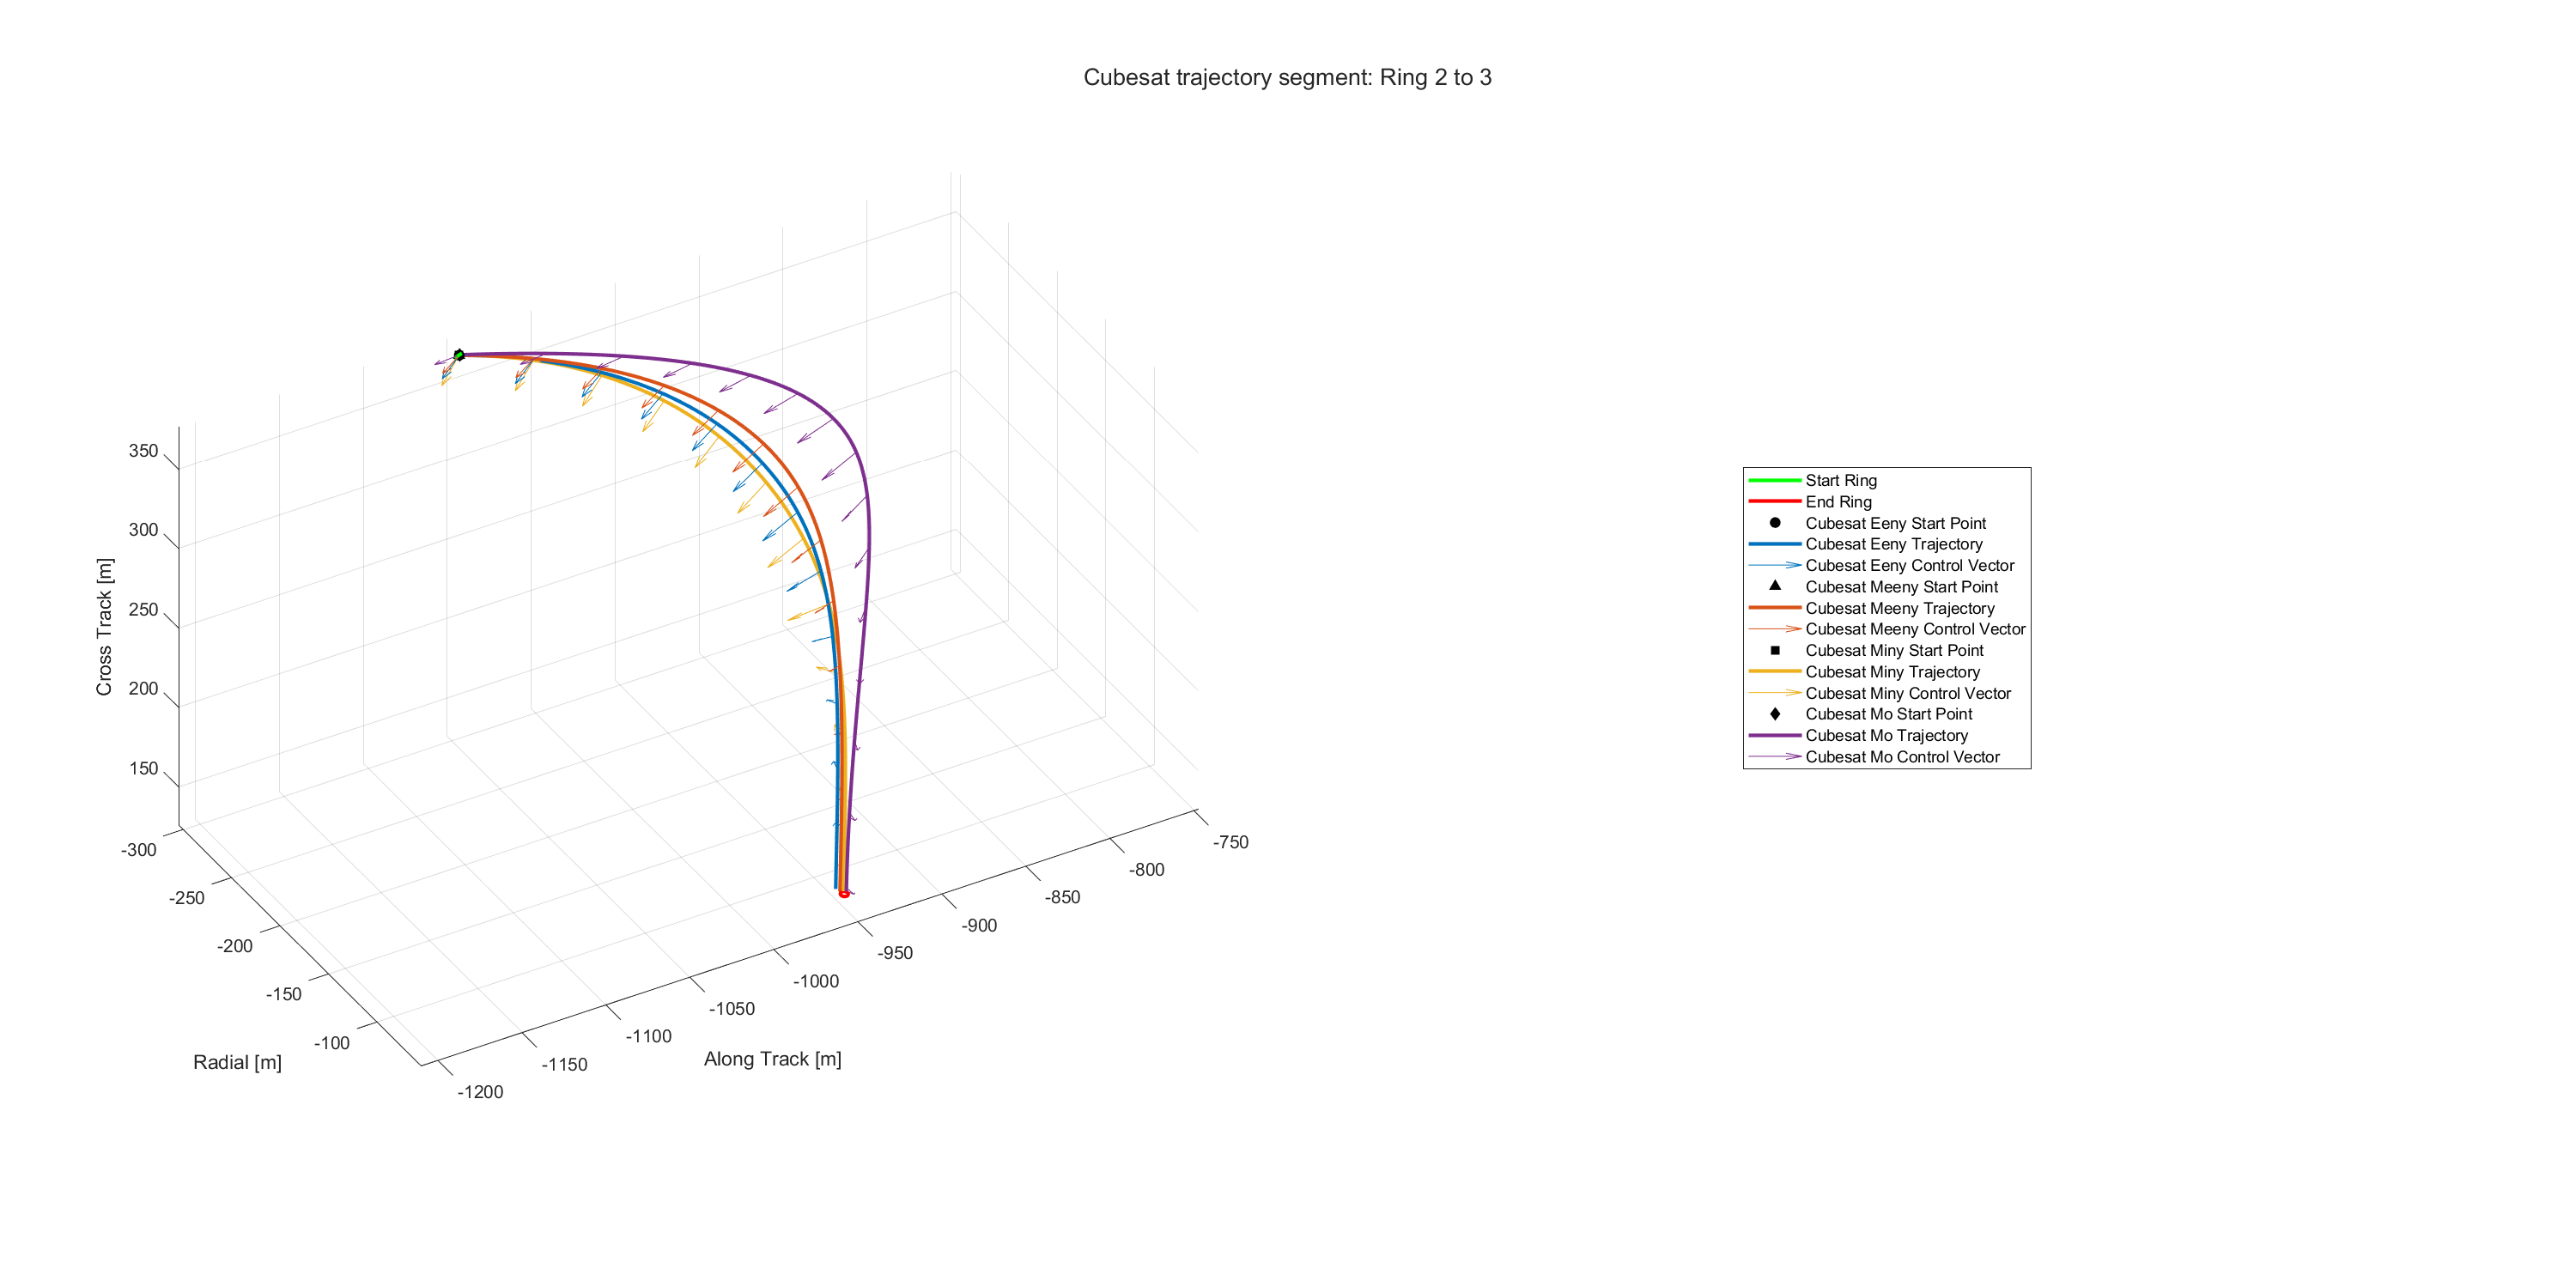 Cubesat trajectory segment: Ring 2 to 3
350
300
250
200
150
Cross Track [m]
-300
-250
-200
-150
-100
Radial [m]
-1200
-1150
-1100
-1050
-1000
-950
-900
-850
-800
-750
Along Track [m]
Start Ring
End Ring
Cubesat Eeny Start Point
Cubesat Eeny Trajectory
Cubesat Eeny Control Vector
Cubesat Meeny Start Point
Cubesat Meeny Trajectory
Cubesat Meeny Control Vector
Cubesat Miny Start Point
Cubesat Miny Trajectory
Cubesat Miny Control Vector
Cubesat Mo Start Point
Cubesat Mo Trajectory
Cubesat Mo Control Vector